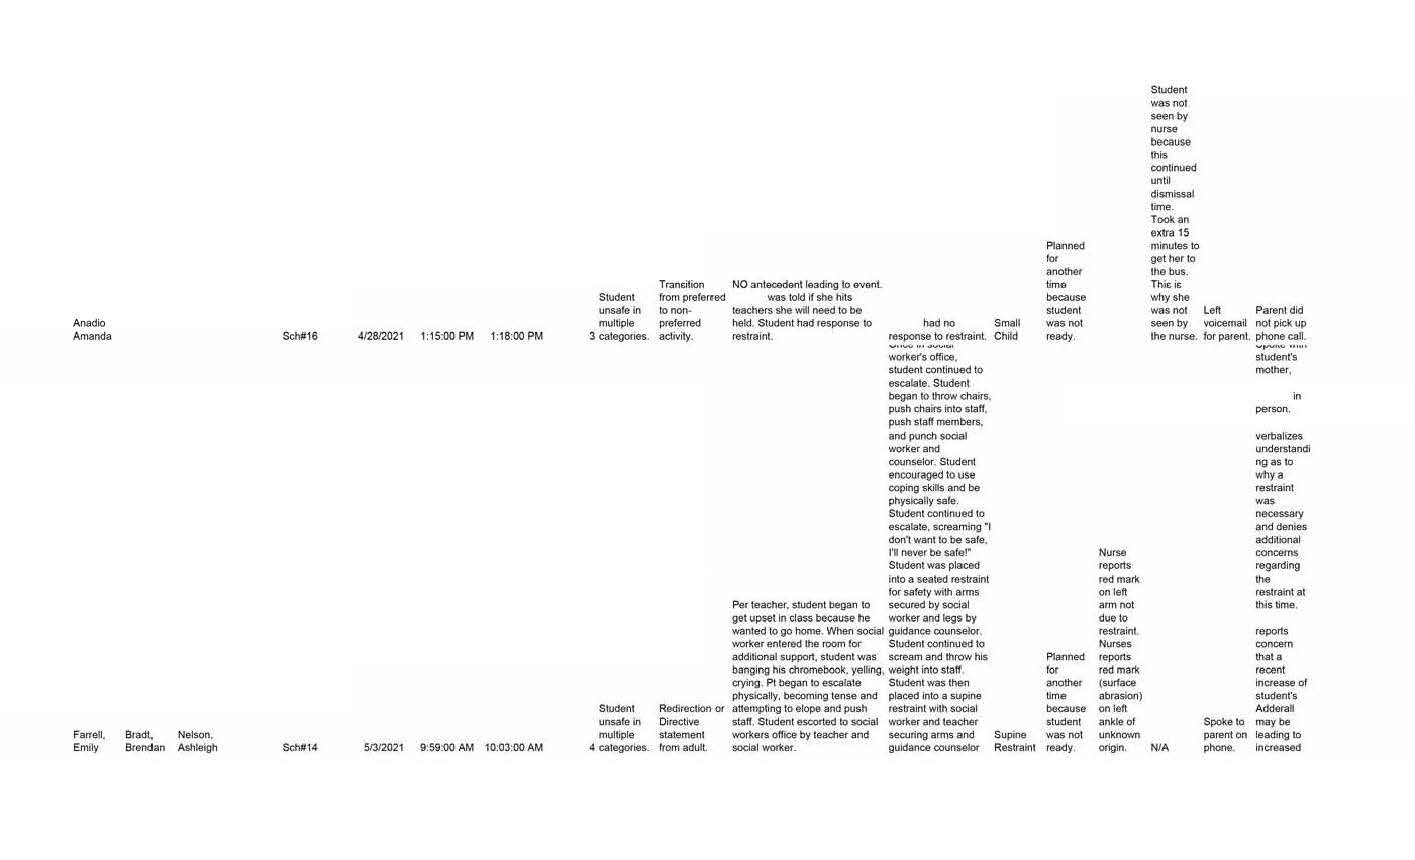 Anadio
Amanda
Sch#16
4/28/2021
1:15:00 PM
1:18:00 PM
3
Student
unsafe in
multiple
categories.
Transition
from preferred
to non-
preferred
activity.
NO antecedent leading to event.
was told if she hits
teachers she will need to be
held. Student had response to
restraint.
had no
response to restraint.
Small
Child
Planned
for
another
time
because
student
was not
ready.
Student
was not
seen by
nurse
because
this
continued
until
dismissal
time.
Took an
extra 15
minutes to
get her to
the bus.
This is
why she
was not
seen by
the nurse.
Left
voicemail
for parent.
Parent did
not pick up
phone call.
Farrell,
Emily
Bradt,
Brendan
Nelson,
Ashleigh
Sch#14
5/3/2021
9:59:00 AM
10:03:00 AM
4
Student
unsafe in
multiple
categories.
Redirection or
Directive
statement
from adult.
Per teacher, student began to
get upset in class because he
wanted to go home. When social
worker entered the room for
additional support, student was
banging his chromebook, yelling,
crying. Pt began to escalate
physically, becoming tense and
attempting to elope and push
staff. Student escorted to social
workers office by teacher and
social worker.
Once in social
worker's office,
student continued to
escalate. Student
began to throw chairs,
push chairs into staff,
push staff members,
and punch social
worker and
counselor. Student
encouraged to use
coping skills and be
physically safe.
Student continued to
escalate, screaming "I
don't want to be safe,
I'll never be safe!"
Student was placed
into a seated restraint
for safety with arms
secured by social
worker and legs by
guidance counselor.
Student continued to
scream and throw his
weight into staff.
Student was then
placed into a supine
restraint with social
worker and teacher
securing arms and
guidance counselor
Supine
Restraint
Planned
for
another
time
because
student
was not
ready.
Nurse
reports
red mark
on left
arm not
due to
restraint.
Nurses
reports
red mark
(surface
abrasion)
on left
ankle of
unknown
origin.
N/A
Spoke to
parent on
phone.
Spoke with
student's
mother,
in
person.
verbalizes
understandi
ng as to
why a
restraint
was
necessary
and denies
additional
concerns
regarding
the
restraint at
this time.
reports
concern
that a
recent
increase of
student's
Adderall
may be
leading to
increased